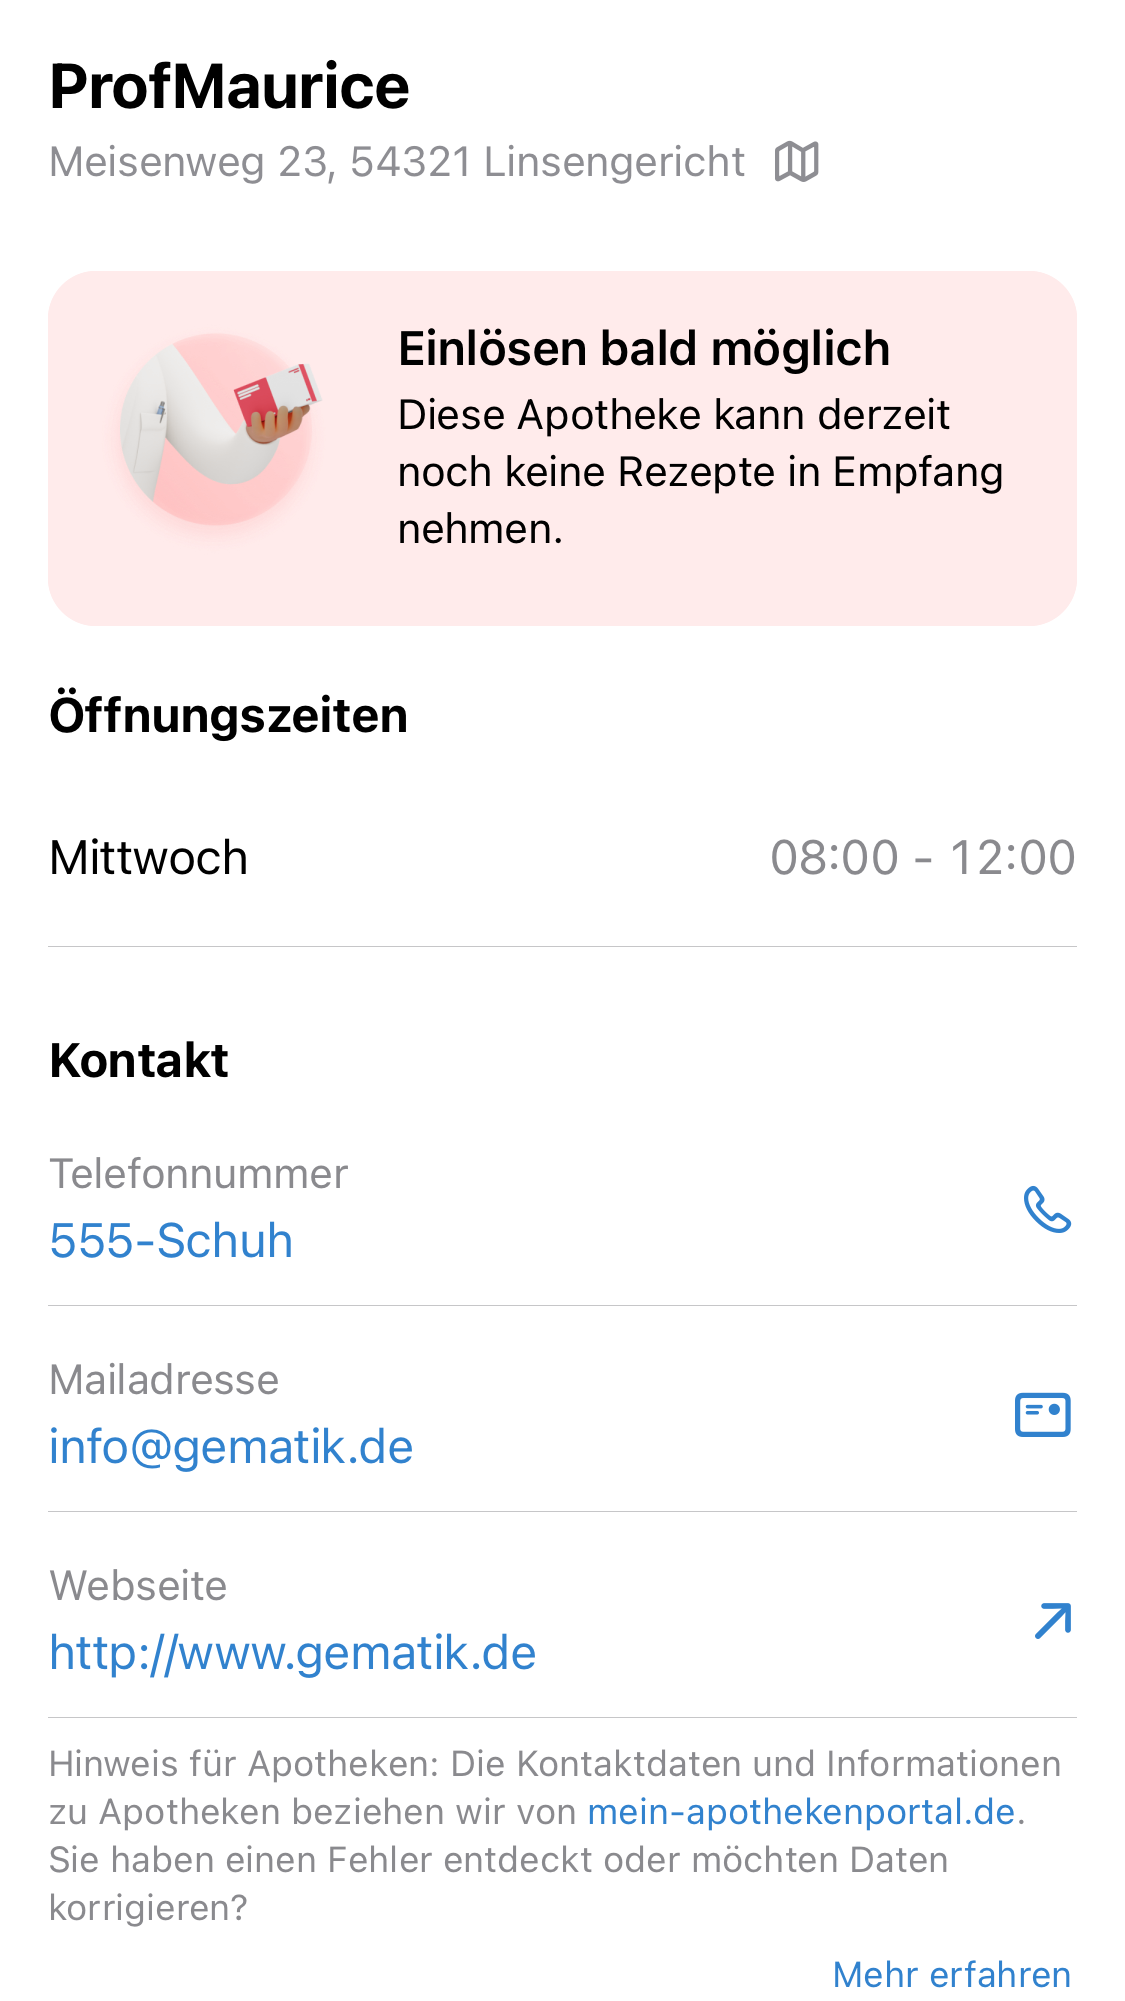 ProfMaurice
Meisenweg 23, 54321 Linsengericht
Einlösen bald möglich
Diese Apotheke kann derzeit
noch keine Rezepte in Empfang
nehmen.
Öffnungszeiten
Mittwoch 08:00 - 12:00
Kontakt
Telefonnummer
555-Schuh
Mailadresse
info@gematik.de
Webseite
http://www.gematik.de
Hinweis für Apotheken: Die Kontaktdaten und Informationen
zu Apotheken beziehen wir von mein-apothekenportal.de.
Sie haben einen Fehler entdeckt oder möchten Daten
korrigieren?
Mehr erfahren